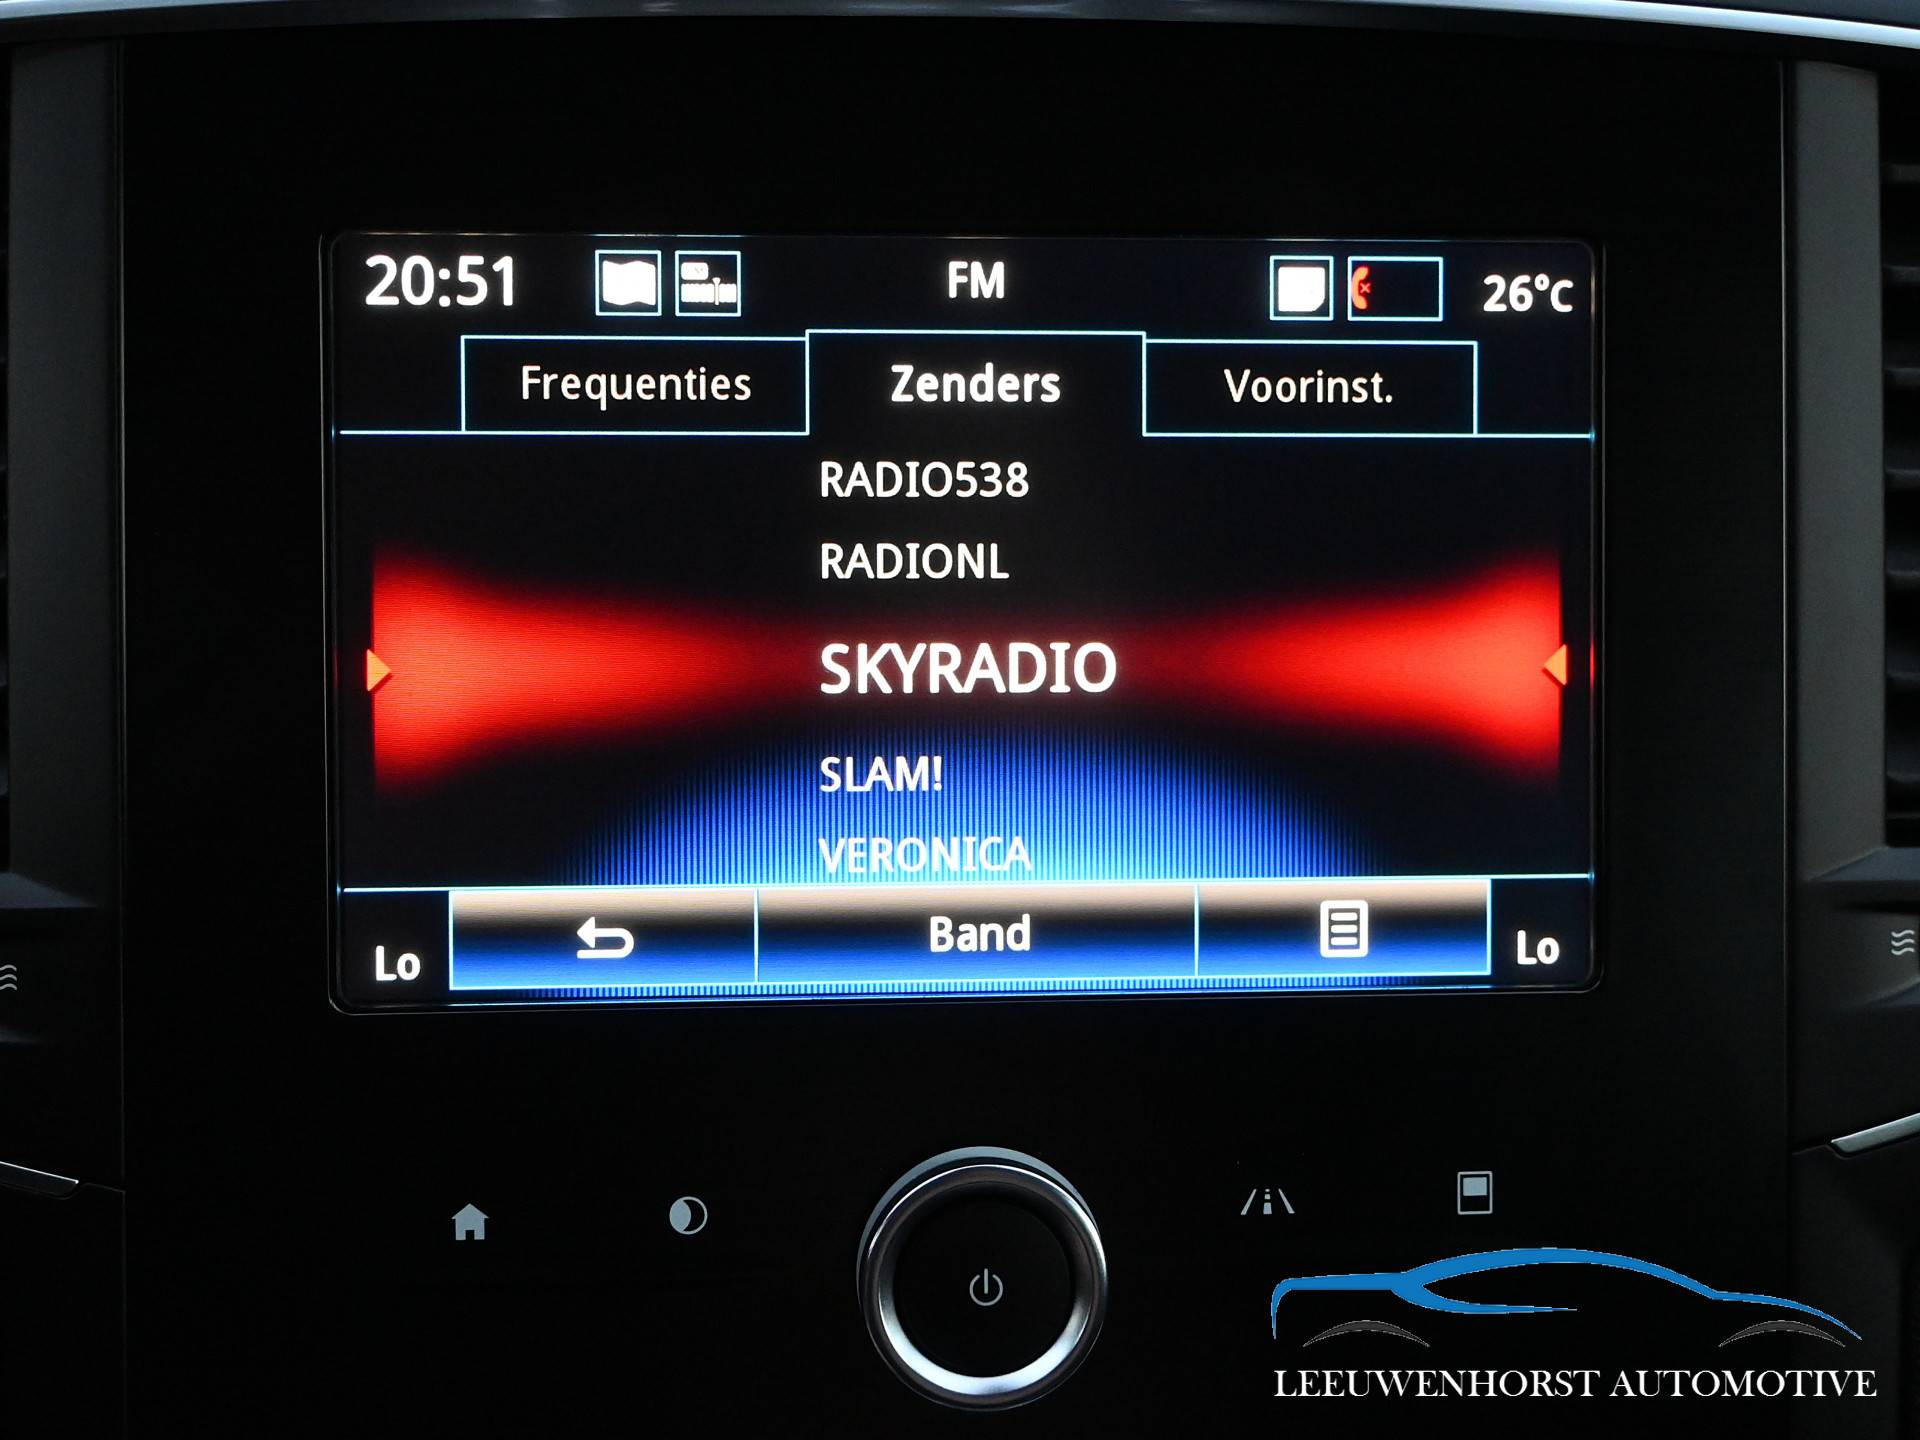 20:51 FM 26°C
Frequenties Zenders Voorinst.
RADIO538
RADIONL
SKYRADIO
SLAM!
VERONICA
Lo Band Lo
LEEUWENHORST AUTOMOTIVE